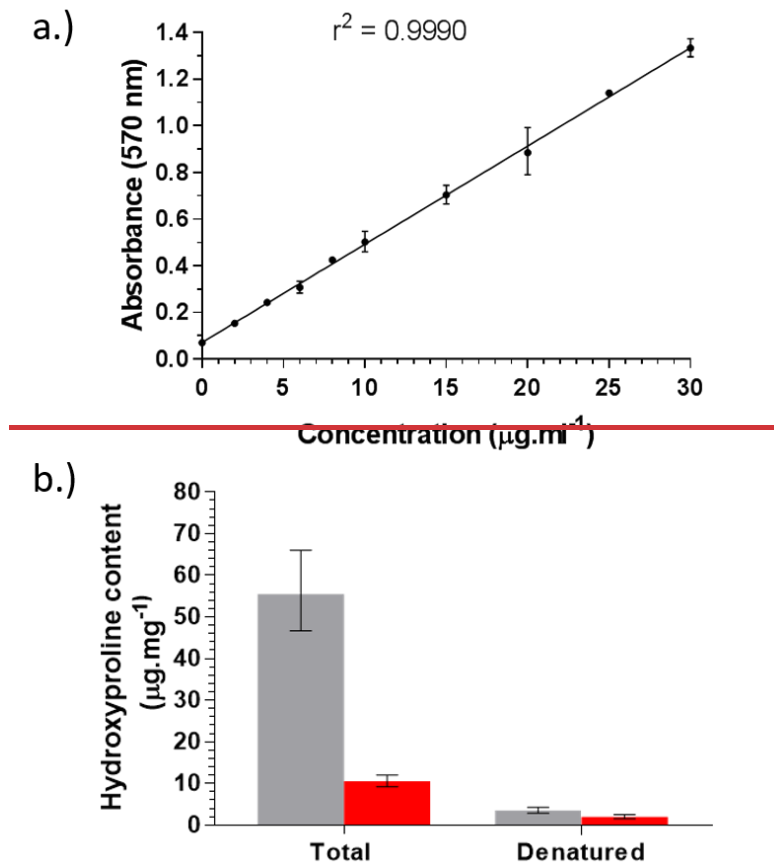 a.)
r² = 0.9990
1.4
1.2
1.0
0.8
0.6
0.4
0.2
0.0
Absorbance (570 nm)
0 5 10 15 20 25 30
Concentration (µg.ml⁻¹)
b.)
80
70
60
50
40
30
20
10
0
Hydroxyproline content
(µg.mg⁻¹)
Total Denatured